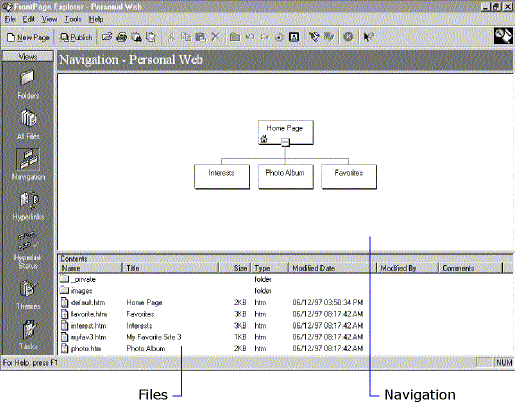 FrontPage Explorer - Personal Web
File Edit View Tools Help
New Page Publish
Views
Navigation - Personal Web
Folders
All Files
Navigation
Hyperlinks
Hyperlink
Status
Themes
Tasks
Home Page
Interests Photo Album Favorites
Contents
Name Title Size Type Modified Date Modified By Comments
_private folder
images folder
default.htm Home Page 2KB htm 06/12/97 03:50:34 PM
favorite.htm Favorites 3KB htm 06/12/97 08:17:42 AM
interest.htm Interests 3KB htm 06/12/97 08:17:42 AM
myfav3.htm My Favorite Site 3 1KB htm 06/12/97 08:17:42 AM
photo.htm Photo Album 2KB htm 06/12/97 08:17:42 AM
For Help, press F1 NUM
Files Navigation